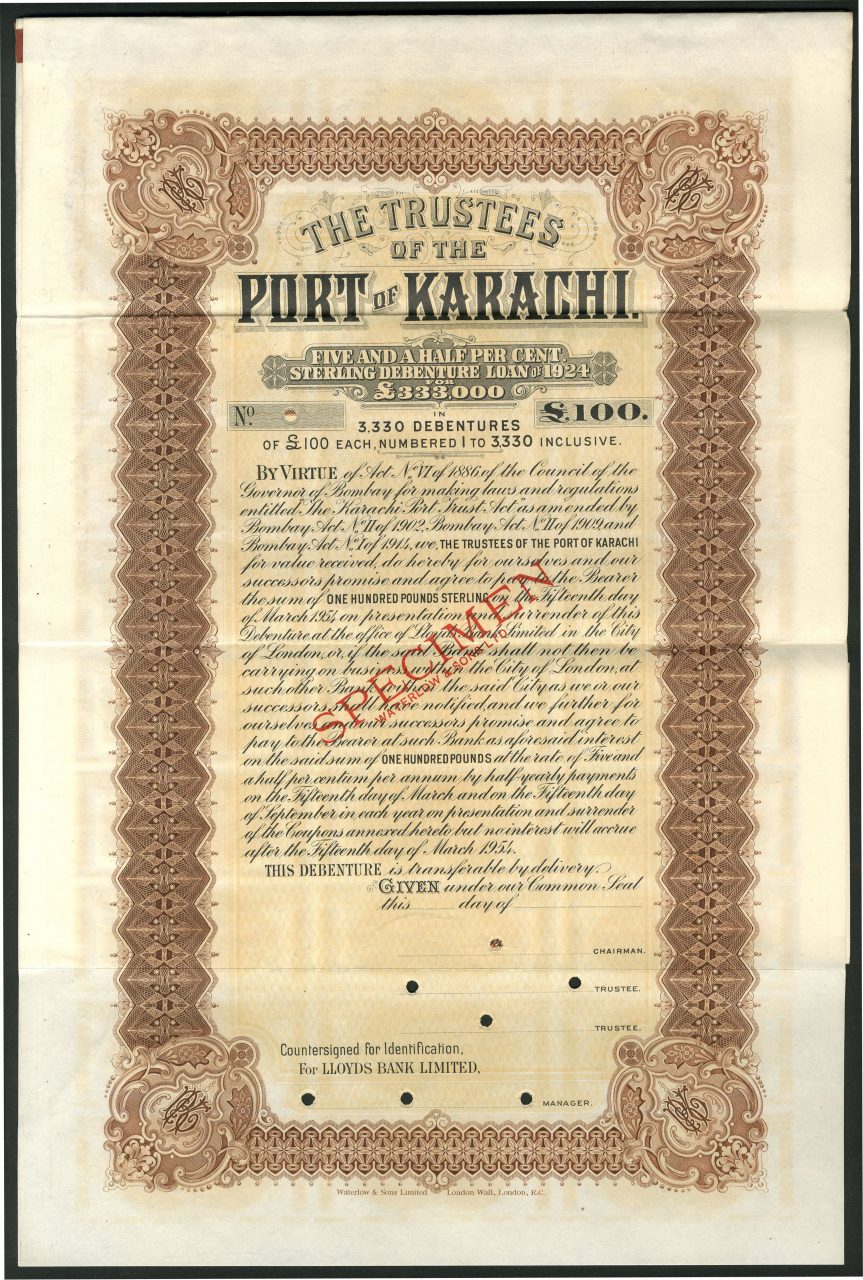 THE TRUSTEES
OF THE
PORT OF KARACHI.
FIVE AND A HALF PER CENT.
STERLING DEBENTURE LOAN OF 1924
FOR
£333,000
No.
£100.
IN
3,330 DEBENTURES
OF £100 EACH, NUMBERED 1 TO 3,330 INCLUSIVE.
BY VIRTUE of Act No. VI of 1886 of the Council of the
Governor of Bombay for making laws and regulations
entitled "The Karachi Port Trust Act" as amended by
Bombay Act No. II of 1902, Bombay Act No. II of 1909, and
Bombay Act No. I of 1914, we, THE TRUSTEES OF THE PORT OF KARACHI
for value received, do hereby for ourselves and our
successors promise and agree to pay to the Bearer
the sum of ONE HUNDRED POUNDS STERLING on the Fifteenth day
of March 1954, on presentation and surrender of this
Debenture at the office of Lloyds Bank Limited in the City
of London, or, if the said Bank shall not then be
carrying on business within the City of London, at
such other Bank within the said City as we or our
successors shall have notified, and we further for
ourselves and our successors promise and agree to
pay to the Bearer at such Bank as aforesaid interest
on the said sum of ONE HUNDRED POUNDS at the rate of Five and
a half per centum per annum by half-yearly payments
on the Fifteenth day of March and on the Fifteenth day
of September in each year on presentation and surrender
of the Coupons annexed hereto, but no interest will accrue
after the Fifteenth day of March 1954.
THIS DEBENTURE is transferable by delivery.
GIVEN under our Common Seal
this day of
SPECIMEN
WATERLOW & SONS LTD.
CHAIRMAN.
TRUSTEE.
TRUSTEE.
Countersigned for Identification,
For LLOYDS BANK LIMITED,
MANAGER.
Waterlow & Sons Limited London Wall, London, E.C.